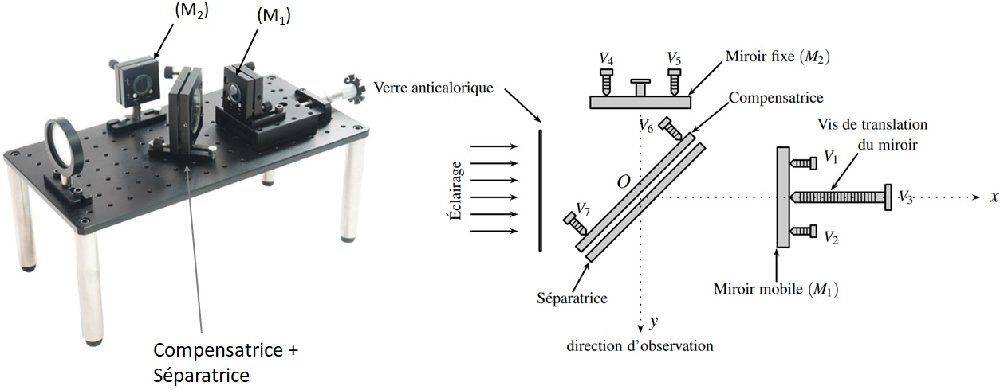 (M₂)
(M₁)
Compensatrice +
Séparatrice
Verre anticalorique
Éclairage
V₄
V₅
Miroir fixe (M₂)
Compensatrice
V₆
Vis de translation
du miroir
V₁
O
V₃
x
V₇
V₂
Séparatrice
Miroir mobile (M₁)
y
direction d’observation